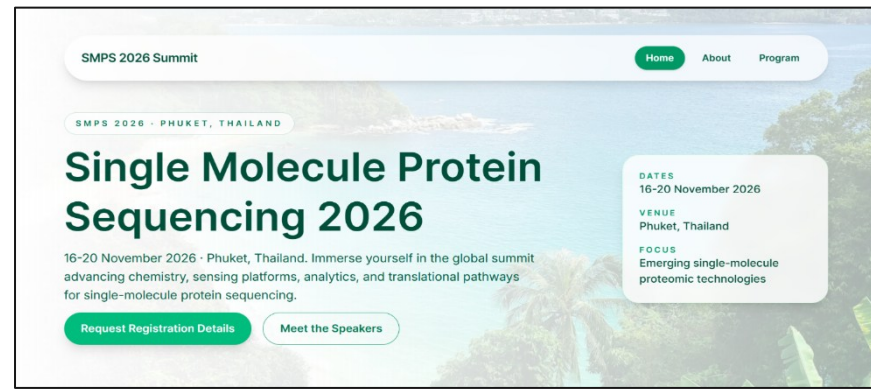 SMPS 2026 Summit
Home
About
Program
SMPS 2026 · PHUKET, THAILAND
Single Molecule Protein
Sequencing 2026
16-20 November 2026 · Phuket, Thailand. Immerse yourself in the global summit
advancing chemistry, sensing platforms, analytics, and translational pathways
for single-molecule protein sequencing.
Request Registration Details
Meet the Speakers
DATES
16-20 November 2026
VENUE
Phuket, Thailand
FOCUS
Emerging single-molecule
proteomic technologies